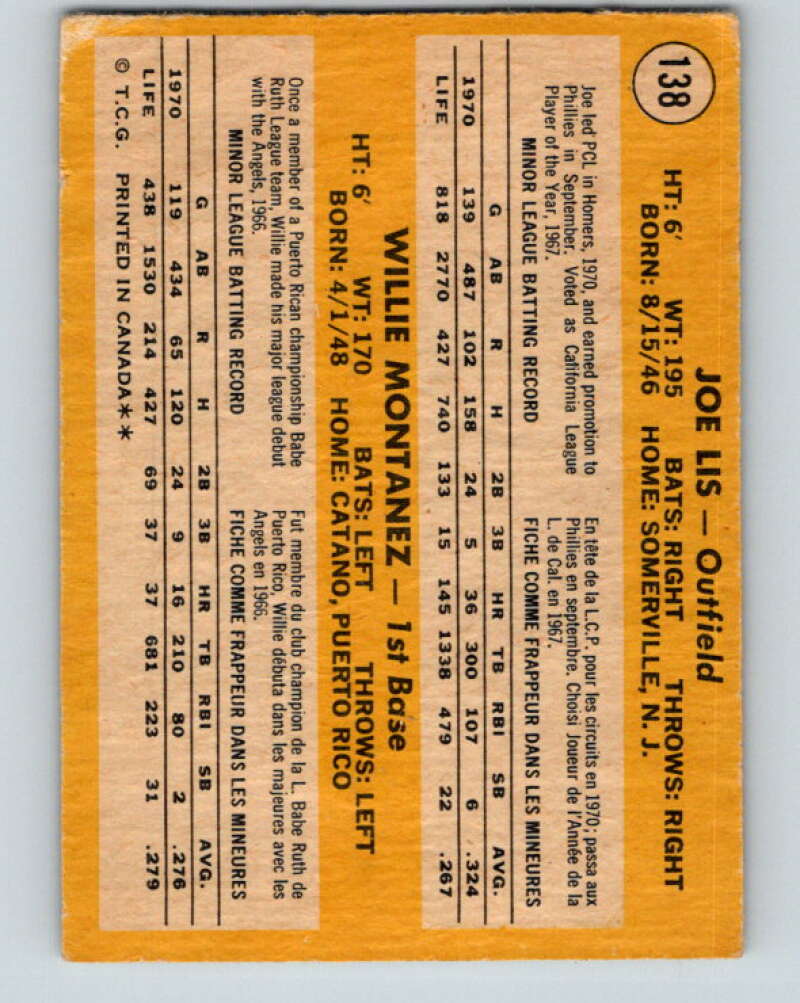 138
JOE LIS — Outfield
HT: 6' WT: 195 BATS: RIGHT THROWS: RIGHT
BORN: 8/15/46 HOME: SOMERVILLE, N. J.
Joe led PCL in Homers, 1970, and earned promotion to
Phillies in September. Voted as California League
Player of the Year, 1967.
En tête de la L.C.P. pour les circuits en 1970; passa aux
Phillies en septembre. Choisi Joueur de l'Année de la
L. de Cal. en 1967.
MINOR LEAGUE BATTING RECORD FICHE COMME FRAPPEUR DANS LES MINEURES
G AB R H 2B 3B HR TB RBI SB AVG.
1970 139 487 102 158 24 5 36 300 107 6 .324
LIFE 818 2770 427 740 133 15 145 1338 479 22 .267
WILLIE MONTANEZ — 1st Base
HT: 6' WT: 170 BATS: LEFT THROWS: LEFT
BORN: 4/1/48 HOME: CATANO, PUERTO RICO
Once a member of a Puerto Rican championship Babe
Ruth League team, Willie made his major league debut
with the Angels, 1966.
Fut membre du club champion de la L. Babe Ruth de
Puerto Rico, Willie débuta dans les majeures avec les
Angels en 1966.
MINOR LEAGUE BATTING RECORD FICHE COMME FRAPPEUR DANS LES MINEURES
G AB R H 2B 3B HR TB RBI SB AVG.
1970 119 434 65 120 24 9 16 210 80 2 .276
LIFE 438 1530 214 427 69 37 37 681 223 31 .279
© T.C.G. PRINTED IN CANADA**